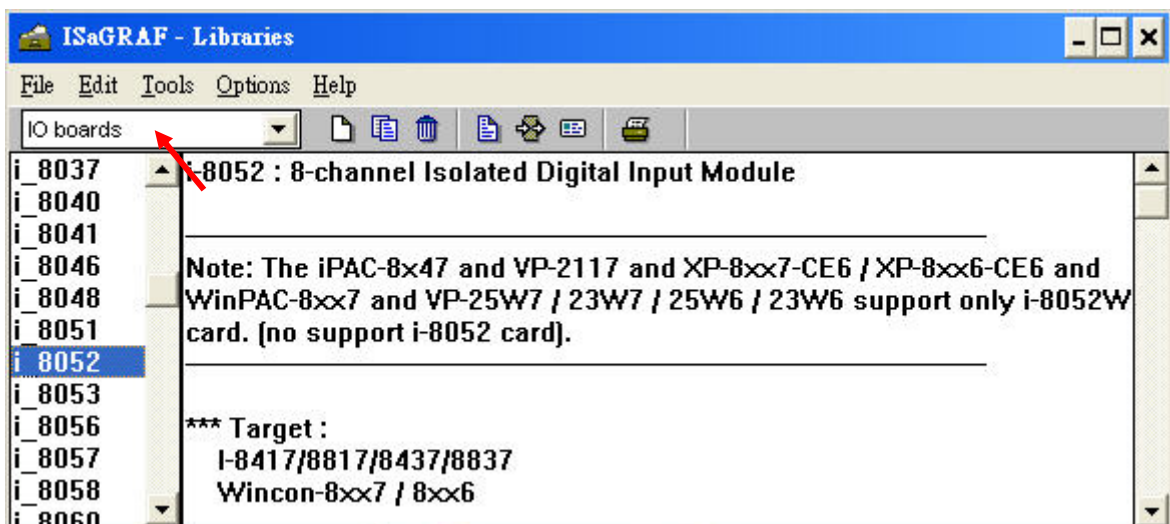 ISaGRAF - Libraries
File Edit Tools Options Help
IO boards
i_8037
i_8040
i_8041
i_8046
i_8048
i_8051
i_8052
i_8053
i_8056
i_8057
i_8058
i_8060
i-8052 : 8-channel Isolated Digital Input Module
Note: The iPAC-8x47 and VP-2117 and XP-8xx7-CE6 / XP-8xx6-CE6 and
WinPAC-8xx7 and VP-25W7 / 23W7 / 25W6 / 23W6 support only i-8052W
card. (no support i-8052 card).
*** Target :
I-8417/8817/8437/8837
Wincon-8xx7 / 8xx6